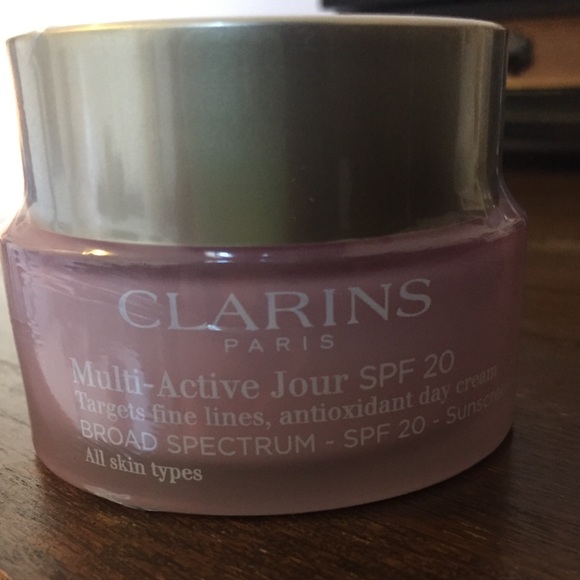 CLARINS
PARIS
Multi-Active Jour SPF 20
Targets fine lines, antioxidant day cream
BROAD SPECTRUM - SPF 20 -
All skin types